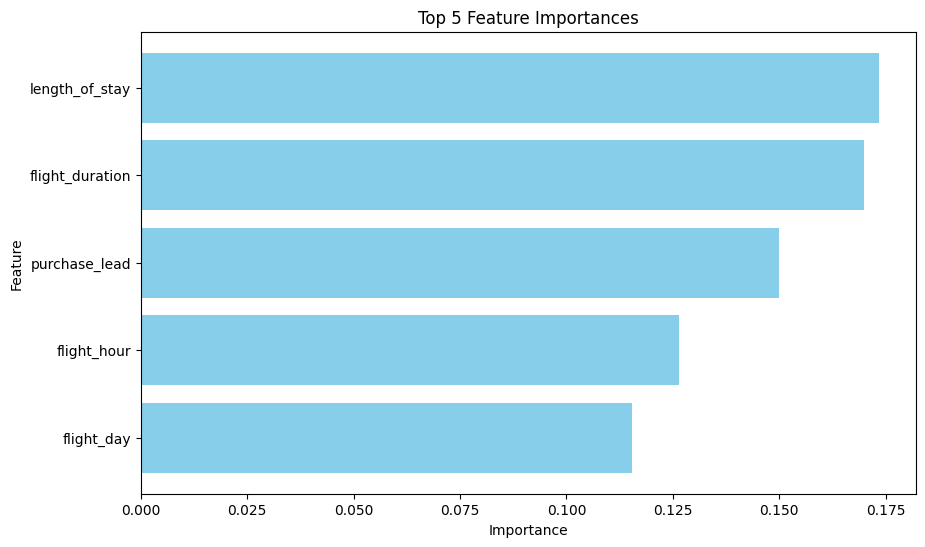 Top 5 Feature Importances
Feature
length_of_stay
flight_duration
purchase_lead
flight_hour
flight_day
0.000 0.025 0.050 0.075 0.100 0.125 0.150 0.175
Importance